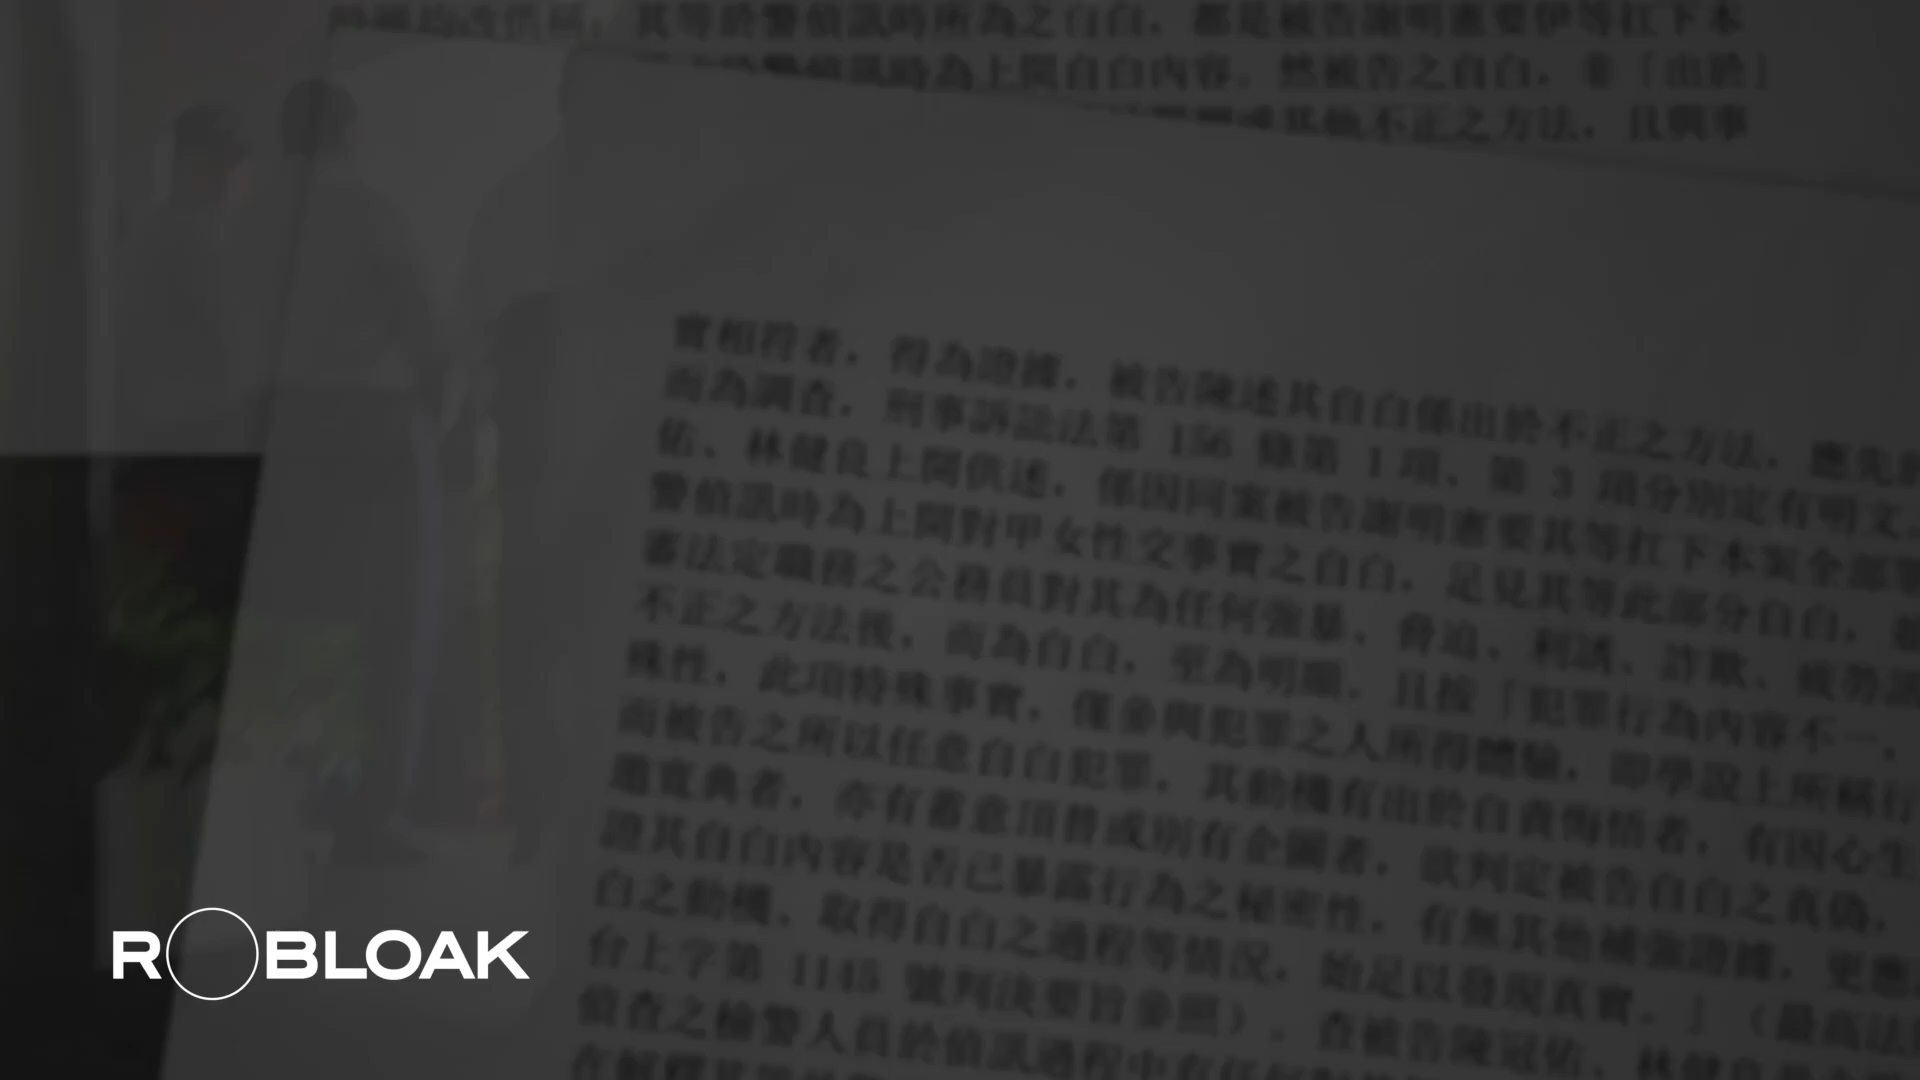 其等於警偵訊時所為之自白，都是被告謝明憲要伊等扛下本
警偵訊時為上開自白內容。然被告之自白，非「出於」
其他不正之方法，且與事
實相符者，得為證據，被告陳述其自白係出於不正之方法，應先
而為調查，刑事訴訟法第 156 條第 1 項、第 3 項分別定有明文
佑、林健良上開供述，係因同案被告謝明憲要其等扛下本案全部
警偵訊時為上開對甲女性交事實之自白，足見其等此部分自白，
法定職務之公務員對其為任何強暴、脅迫、利誘、詐欺、疲勞
不正之方法後，而為自白，至為明顯。且按「犯罪行為內容不一，
殊性，此項特殊事實，僅參與犯罪之人所得體驗，即學說上所稱行
而被告之所以任意自白犯罪，其動機有出於自責悔悟者，有因心生
邀寬典者，亦有蓄意頂替或別有企圖者，欲判定被告自白之真偽，
證其自白內容是否已暴露行為之秘密性，有無其他補強證據，更應
白之動機、取得自白之過程等情況，始足以發現真實。」（最高法
台上字第 1145 號判決要旨參照）。查被告陳冠佑、林健良
偵查之檢警人員於偵訊過程中有任何
ROBLOAK